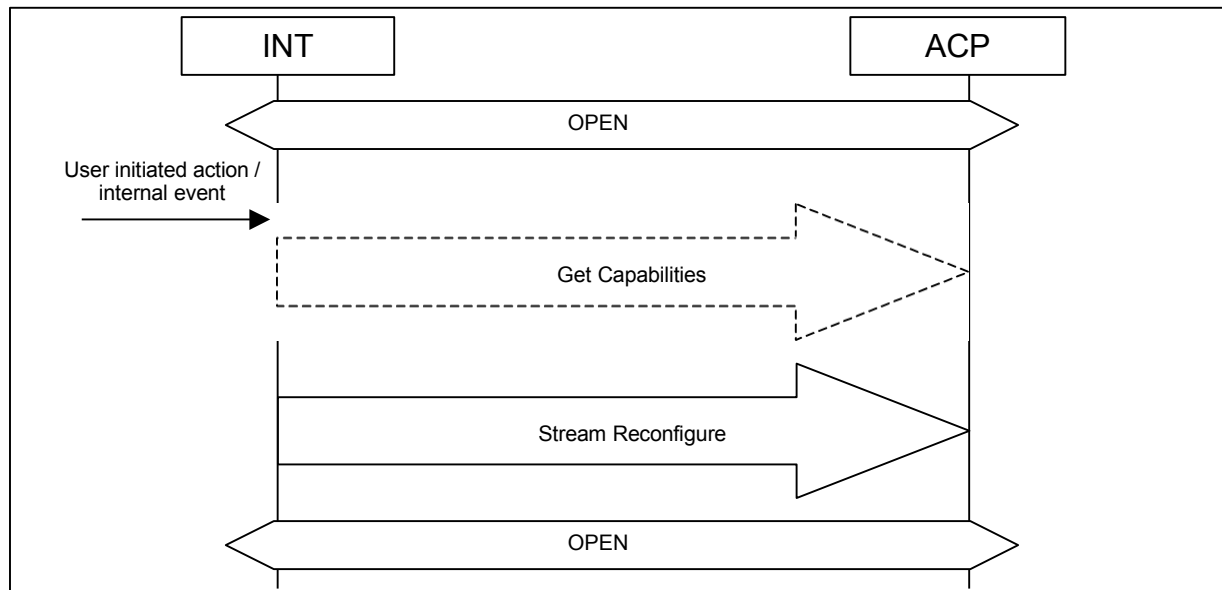 INT
ACP
OPEN
User initiated action /
internal event
Get Capabilities
Stream Reconfigure
OPEN